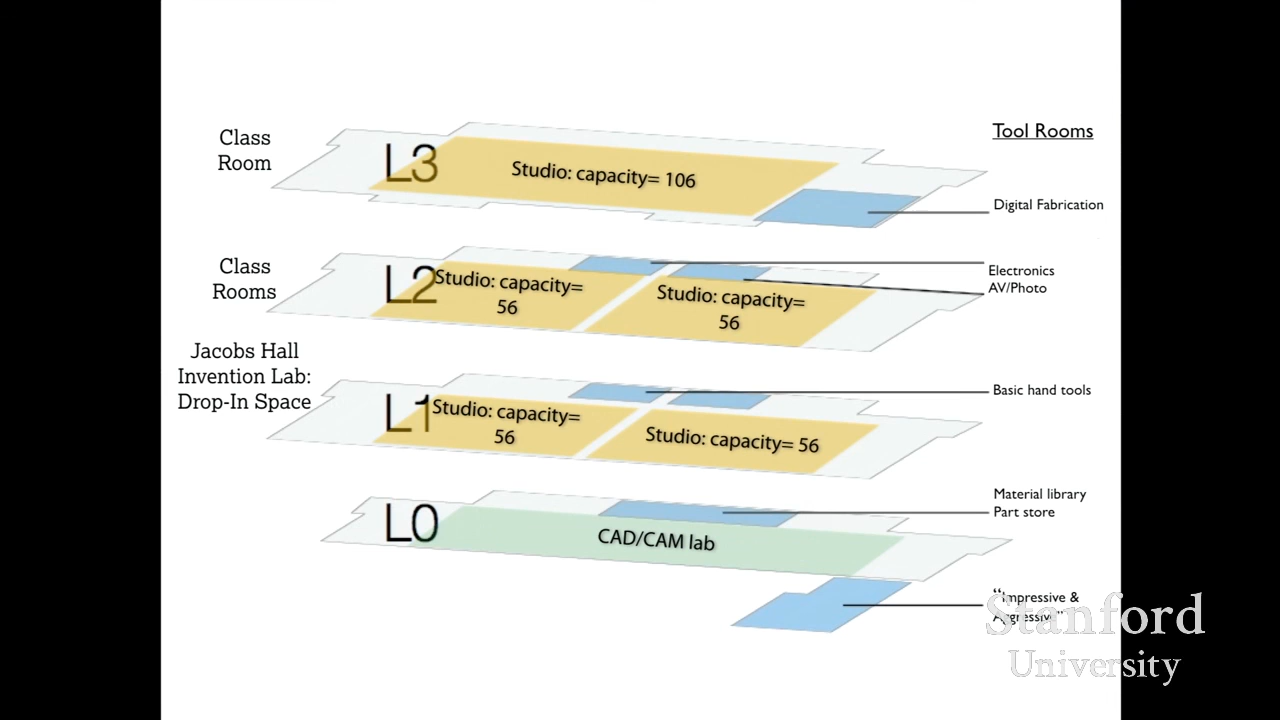 Class
Room
L3
Studio: capacity= 106
Tool Rooms
Digital Fabrication
Class
Rooms
L2
Studio: capacity=
56
Studio: capacity=
56
Electronics
AV/Photo
Jacobs Hall
Invention Lab:
Drop-In Space
L1
Studio: capacity=
56
Studio: capacity= 56
Basic hand tools
L0
CAD/CAM lab
Material library
Part store
“Impressive &
Aggressive”
Stanford
University